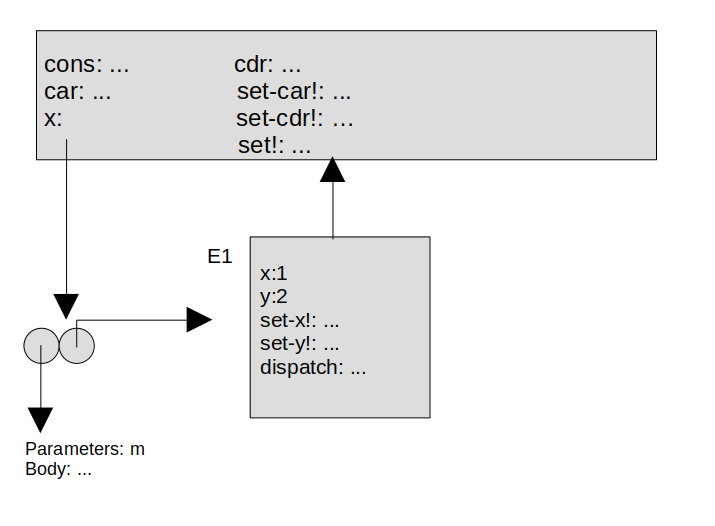 cons: ... cdr: ...
car: ... set-car!: ...
x: set-cdr!: …
set!: ...
E1
x:1
y:2
set-x!: ...
set-y!: ...
dispatch: ...
Parameters: m
Body: ...